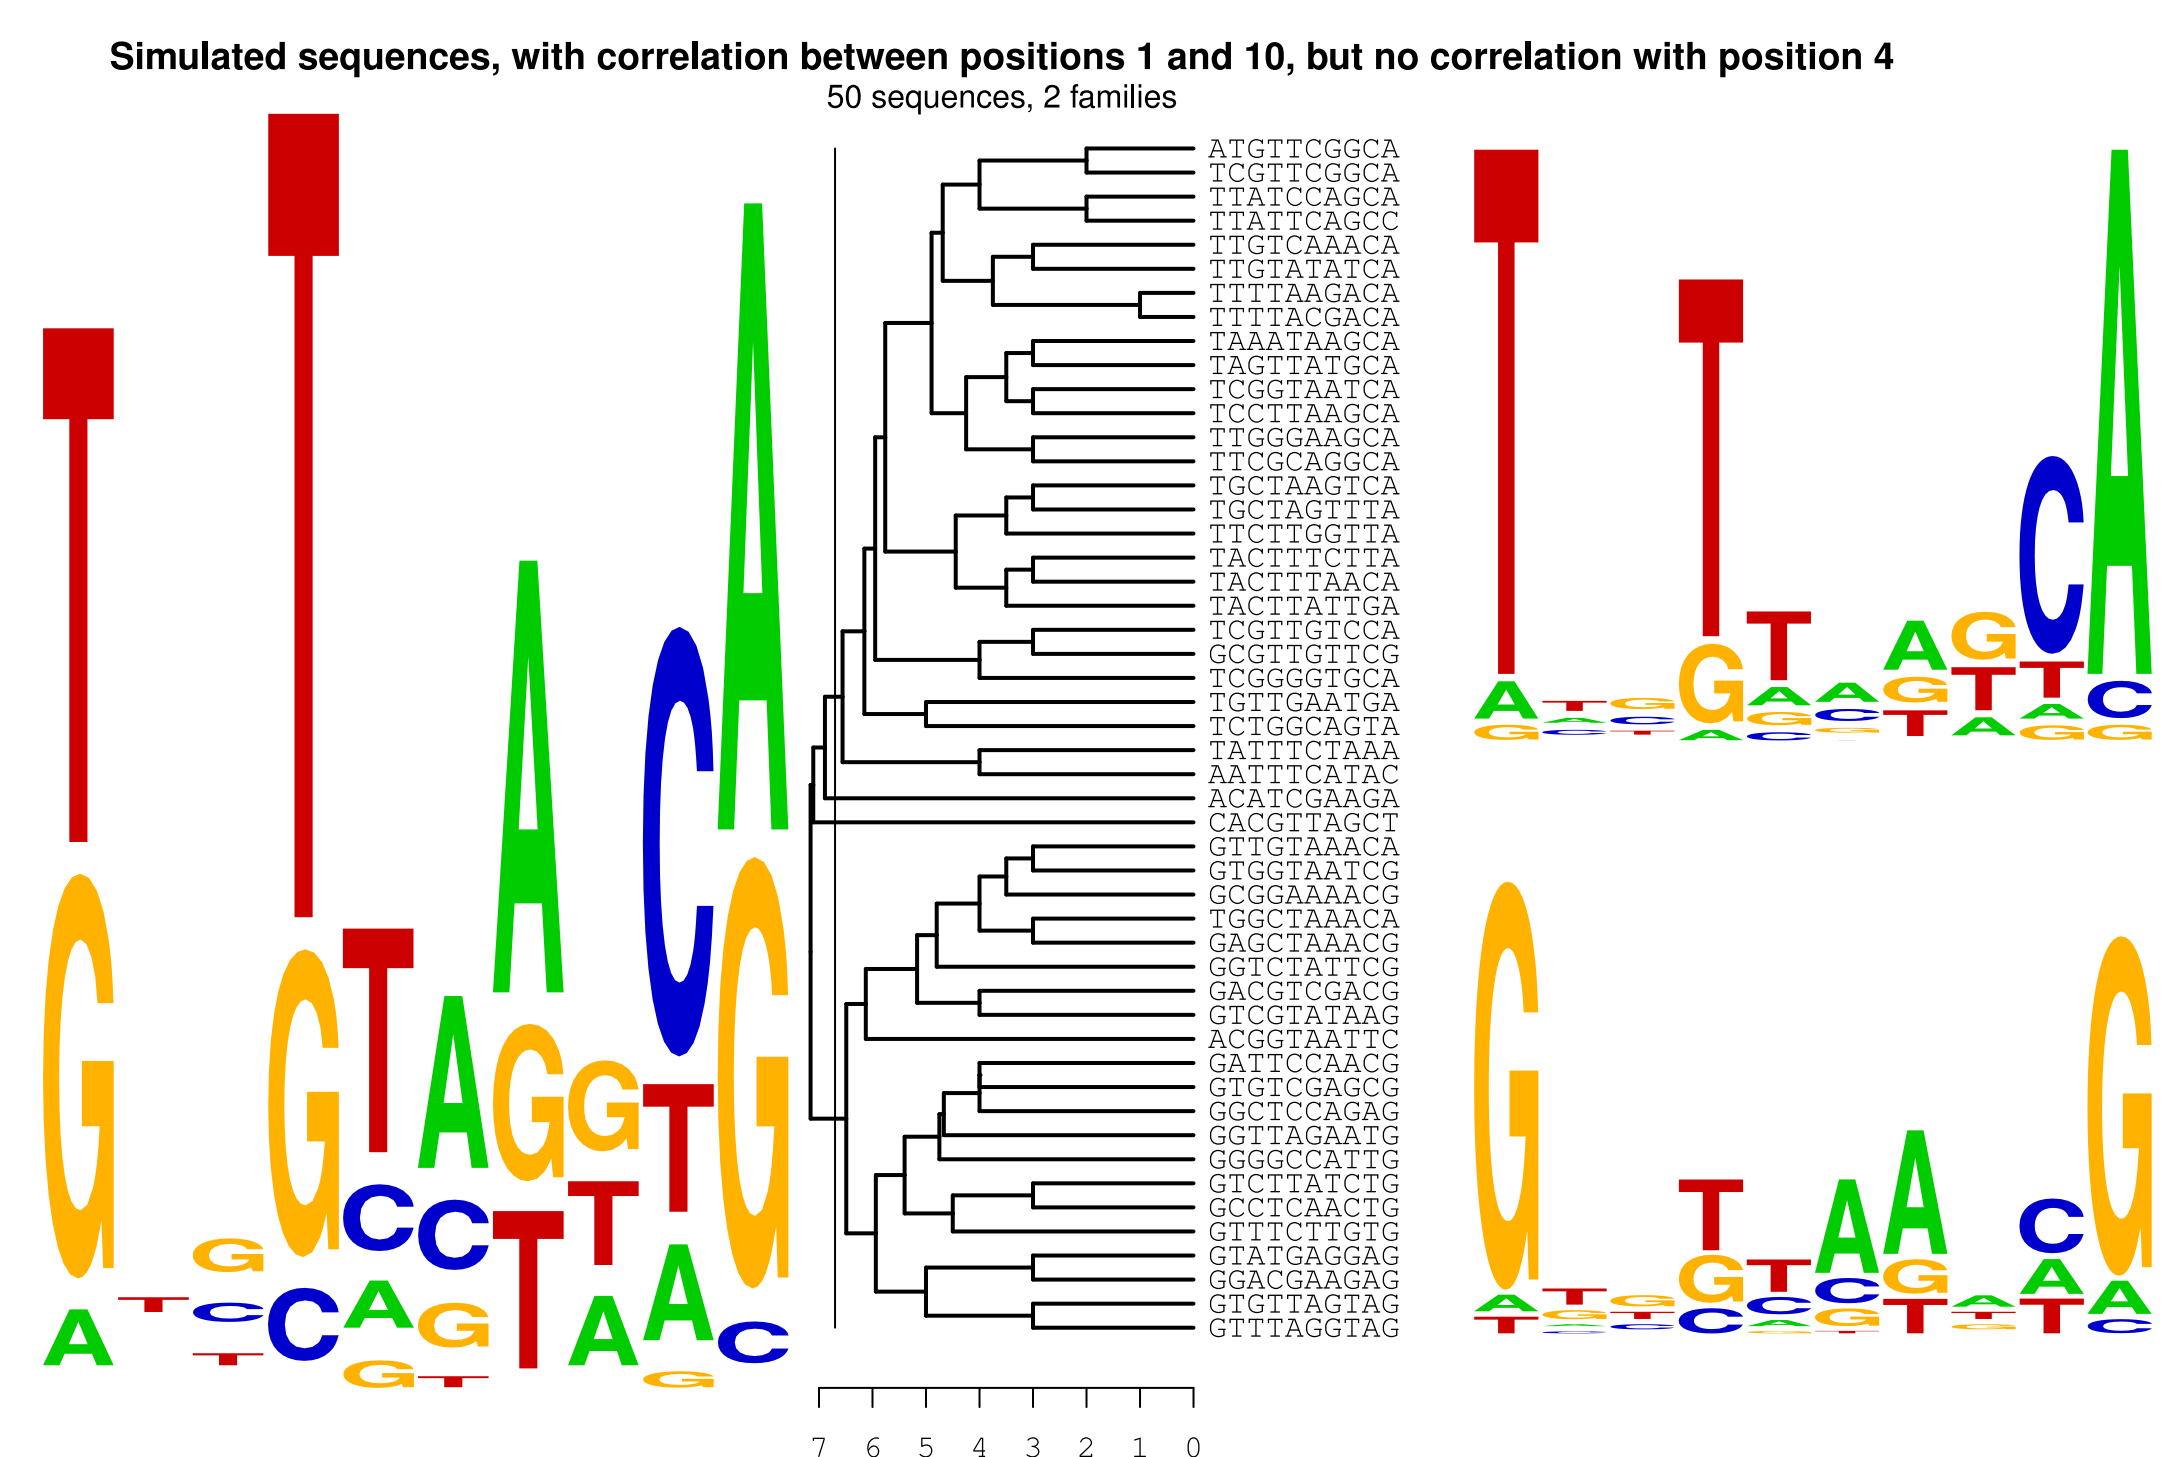 Simulated sequences, with correlation between positions 1 and 10, but no correlation with position 4
50 sequences, 2 families
ATGTTCGGCA
TCGTTCGGCA
TTATCCAGCA
TTATTCAGCC
TTGTCAAACA
TTGTATATCA
TTTTAAGACA
TTTTACGACA
TAAATAAGCA
TAGTTATGCA
TCGGTAATCA
TCCTTAAGCA
TTGGGAAGCA
TTCGCAGGCA
TGCTAAGTCA
TGCTAGTTTA
TTCTTGGTTA
TACTTTCTTA
TACTTTAACA
TACTTATTGA
TCGTTGTCCA
GCGTTGTTCG
TCGGGGTGCA
TGTTGAATGA
TCTGGCAGTA
TATTTCTAAA
AATTTCATAC
ACATCGAAGA
CACGTTAGCT
GTTGTAAACA
GTGGTAATCG
GCGGAAAACG
TGGCTAAACA
GAGCTAAACG
GGTCTATTCG
GACGTCGACG
GTCGTATAAG
ACGGTAATTC
GATTCCAACG
GTGTCGAGCG
GGCTCCAGAG
GGTTAGAATG
GGGGCCATTG
GTCTTATCTG
GCCTCAACTG
GTTTCTTGTG
GTATGAGGAG
GGACGAAGAG
GTGTTAGTAG
GTTTAGGTAG
7 6 5 4 3 2 1 0